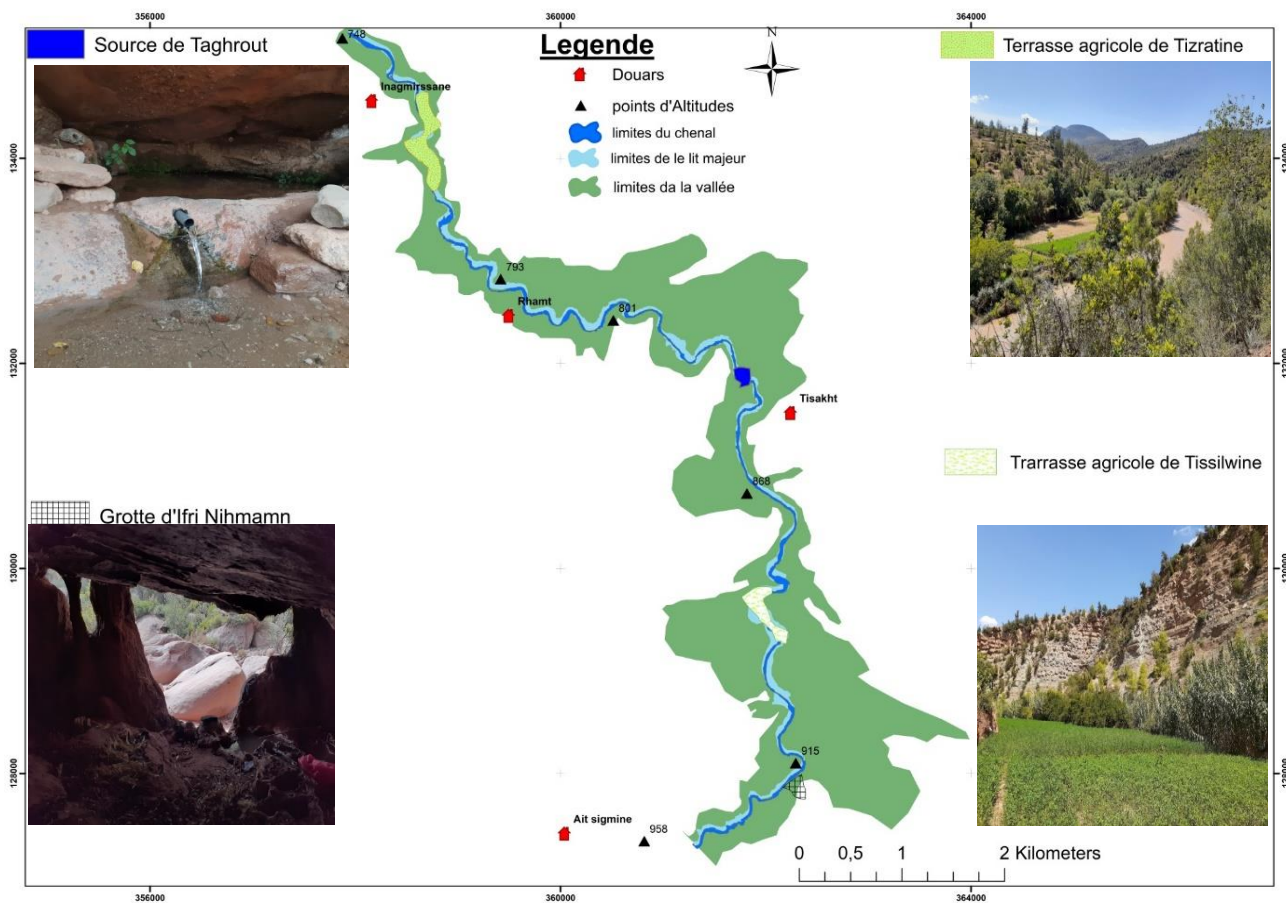 356000
360000
364000
Source de Taghrout
Legende
Douars
points d'Altitudes
limites du chenal
limites de le lit majeur
limites da la vallée
N
Terrasse agricole de Tizratine
748
Inagmirssane
134000
134000
793
Rhamt
801
132000
132000
Tisakht
Trarrasse agricole de Tissilwine
868
Grotte d'Ifri Nihmamn
130000
130000
915
128000
128000
Ait sigmine
958
0 0,5 1 2 Kilometers
356000
360000
364000